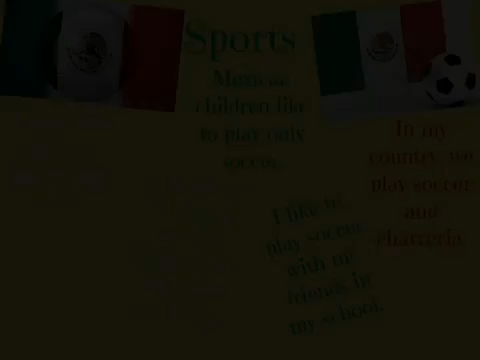 Sports
Mexican
children like
to play only
soccer.
In my
country we
play soccer
and
charreria.
I like to
play soccer
with my
friends in
my school.